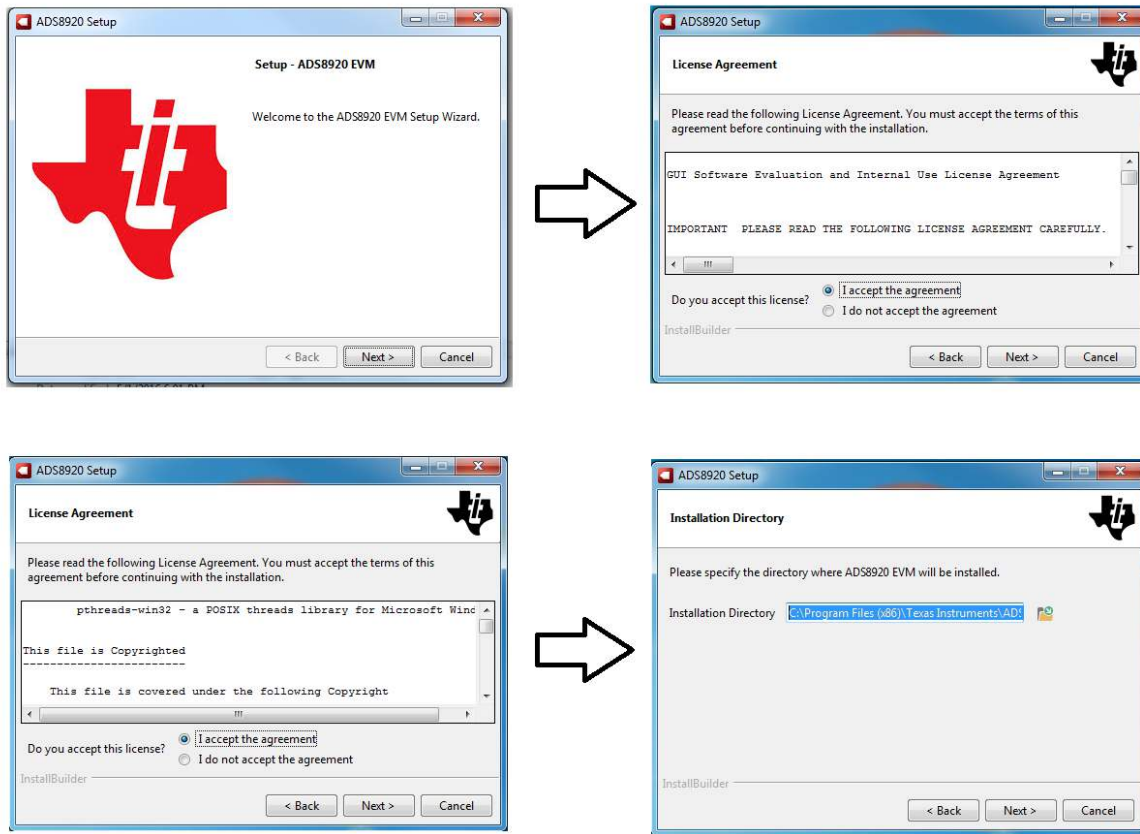 ADS8920 Setup
Setup - ADS8920 EVM
Welcome to the ADS8920 EVM Setup Wizard.
< Back
Next >
Cancel
ADS8920 Setup
License Agreement
Please read the following License Agreement. You must accept the terms of this
agreement before continuing with the installation.
GUI Software Evaluation and Internal Use License Agreement
IMPORTANT PLEASE READ THE FOLLOWING LICENSE AGREEMENT CAREFULLY.
Do you accept this license?
I accept the agreement
I do not accept the agreement
InstallBuilder
< Back
Next >
Cancel
ADS8920 Setup
License Agreement
Please read the following License Agreement. You must accept the terms of this
agreement before continuing with the installation.
pthreads-win32 - a POSIX threads library for Microsoft Wind
This file is Copyrighted
------------------------
This file is covered under the following Copyright
Do you accept this license?
I accept the agreement
I do not accept the agreement
InstallBuilder
< Back
Next >
Cancel
ADS8920 Setup
Installation Directory
Please specify the directory where ADS8920 EVM will be installed.
Installation Directory
C:\Program Files (x86)\Texas Instruments\ADS
InstallBuilder
< Back
Next >
Cancel